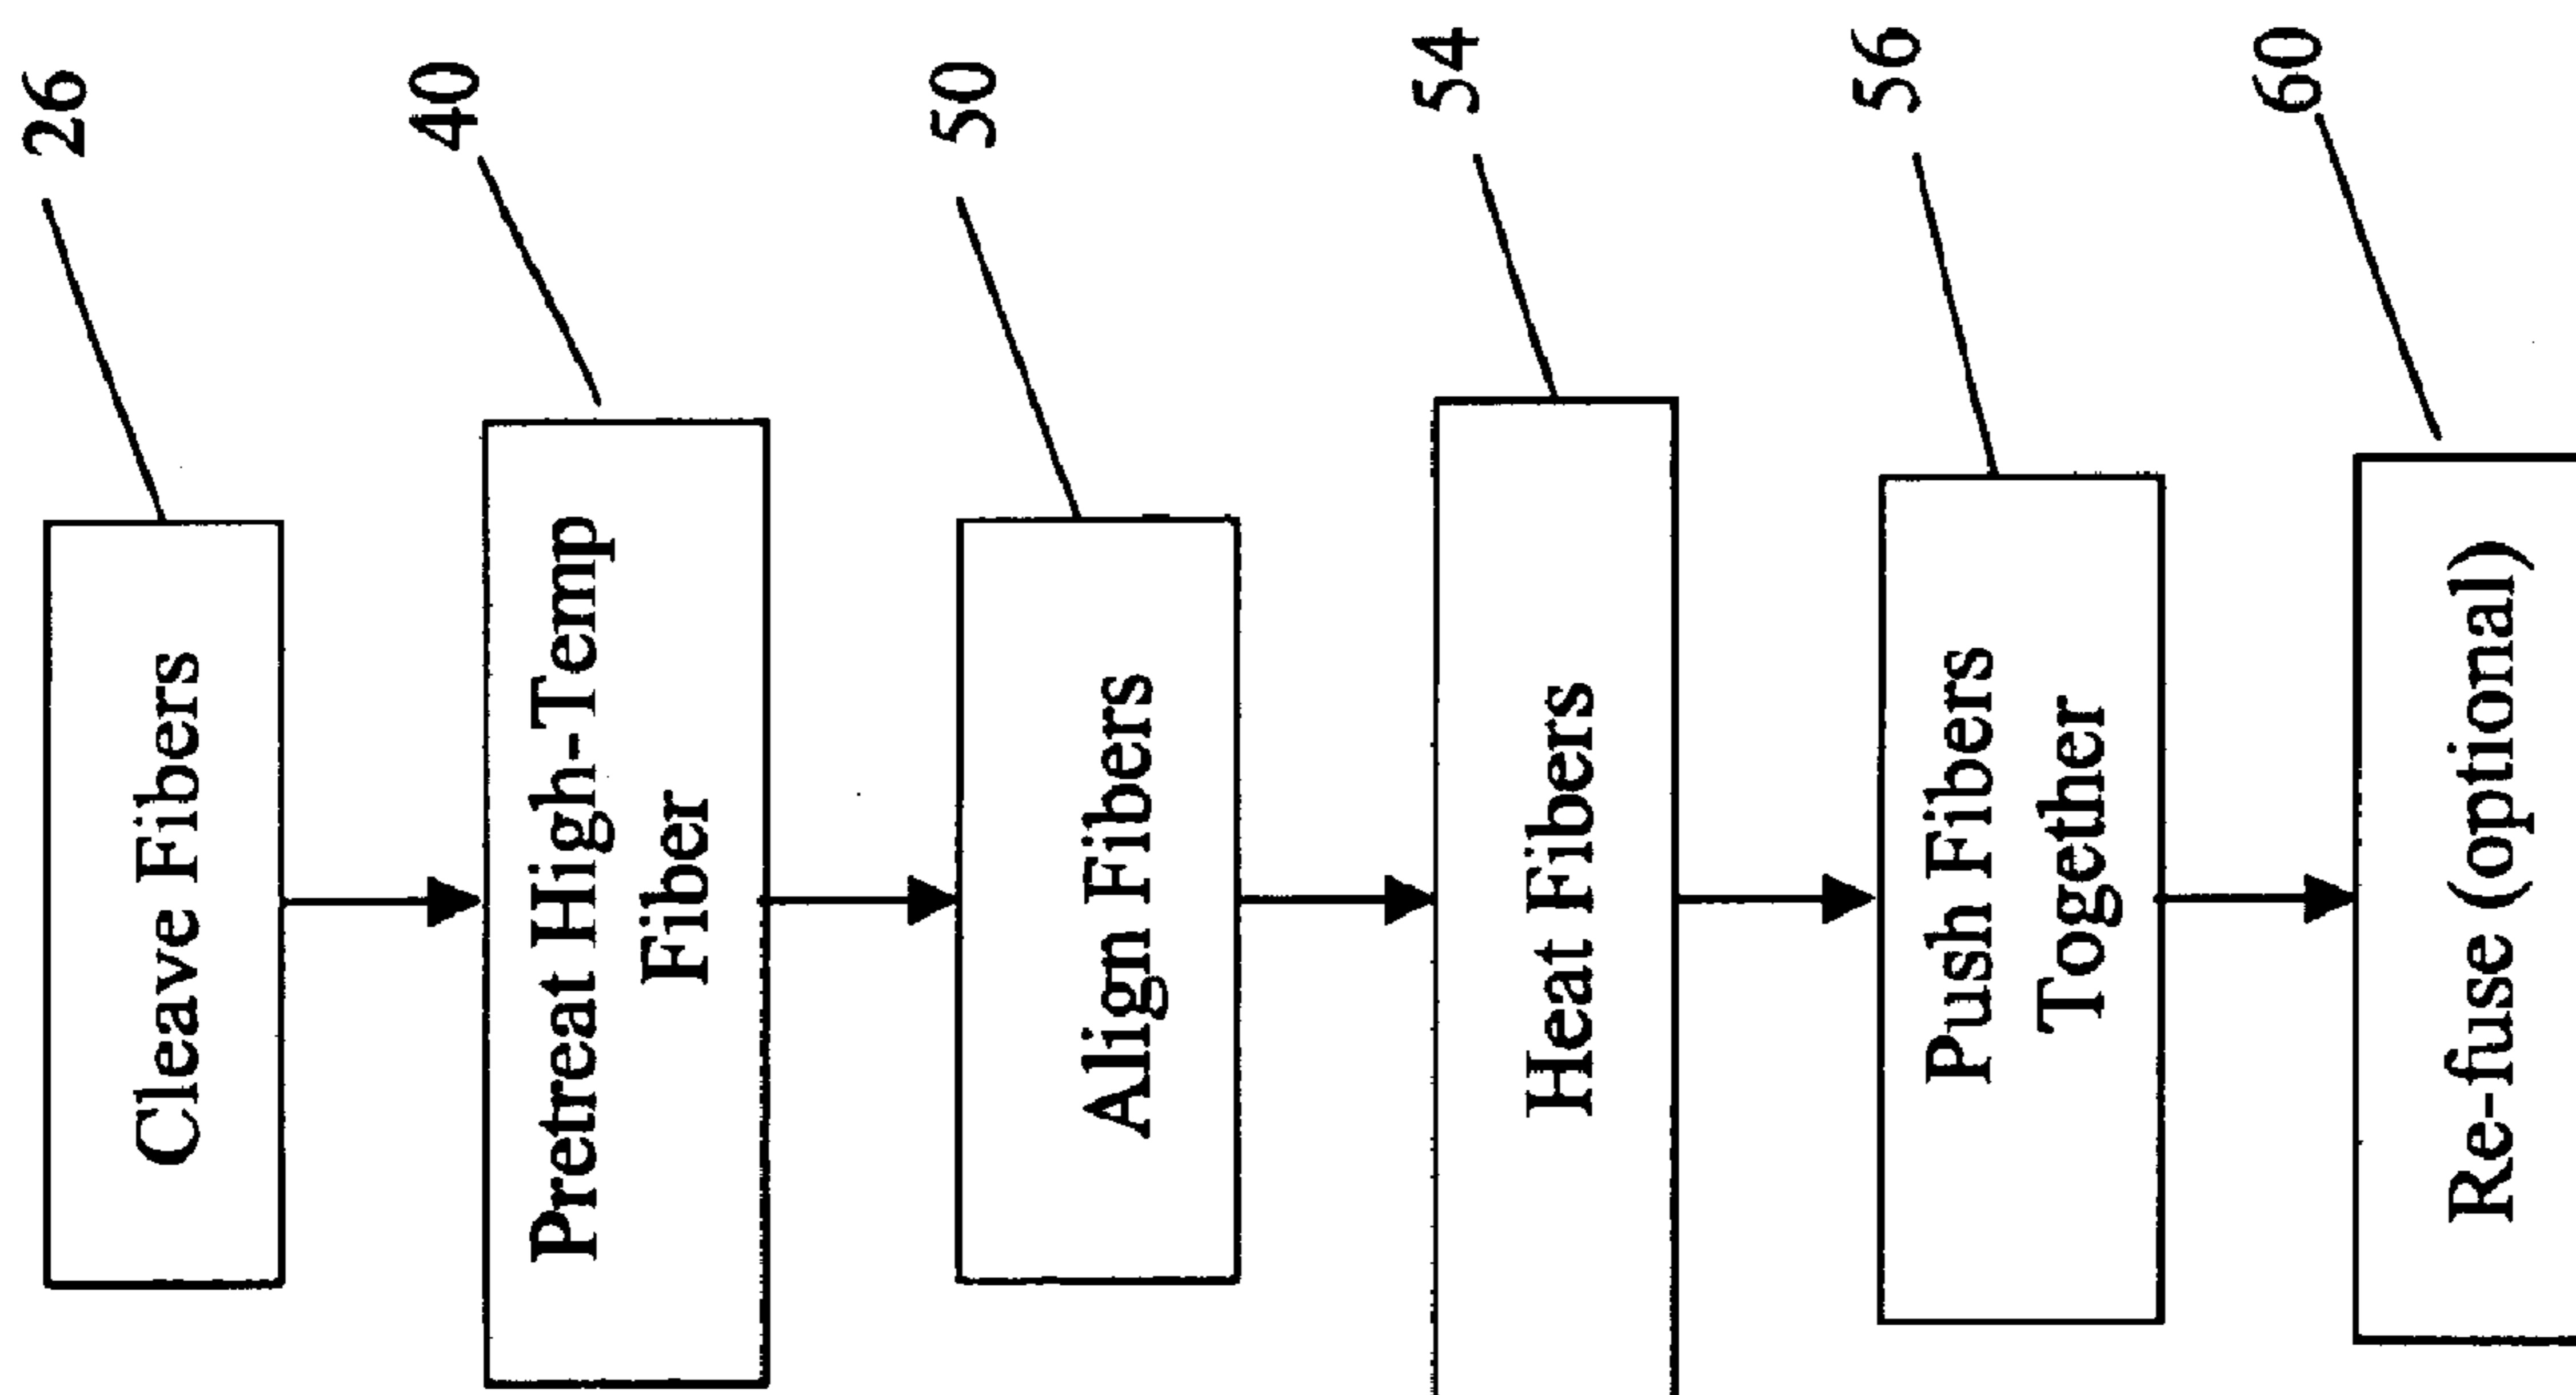 Cleave Fibers
26
Pretreat High-Temp
Fiber
40
Align Fibers
50
Heat Fibers
54
Push Fibers
Together
56
Re-fuse (optional)
60